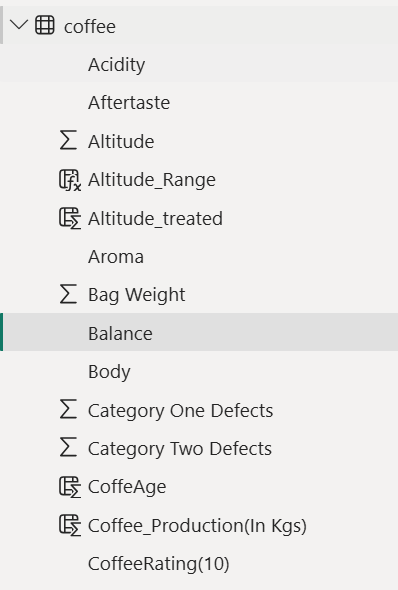 coffee
Acidity
Aftertaste
Altitude
Altitude_Range
Altitude_treated
Aroma
Bag Weight
Balance
Body
Category One Defects
Category Two Defects
CoffeAge
Coffee_Production(In Kgs)
CoffeeRating(10)